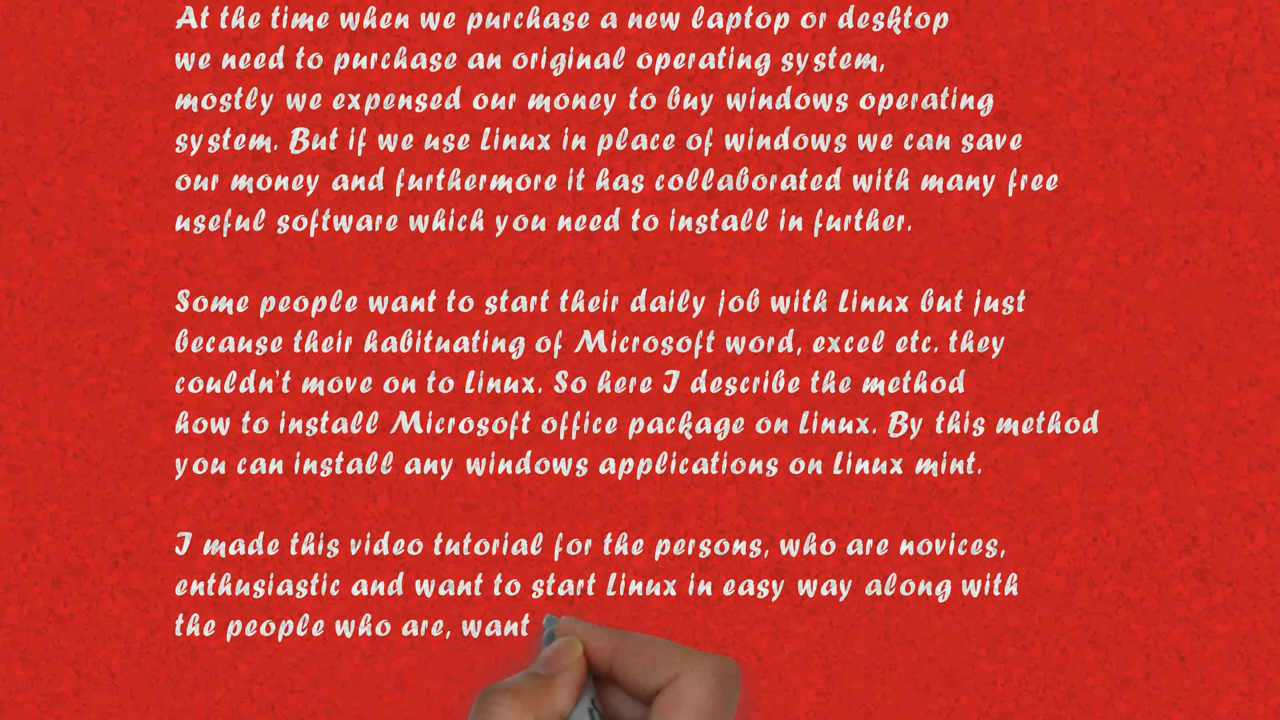 At the time when we purchase a new laptop or desktop
we need to purchase an original operating system,
mostly we expensed our money to buy windows operating
system. But if we use Linux in place of windows we can save
our money and furthermore it has collaborated with many free
useful software which you need to install in further.
Some people want to start their daily job with Linux but just
because their habituating of Microsoft word, excel etc. they
couldn't move on to Linux. So here I describe the method
how to install Microsoft office package on Linux. By this method
you can install any windows applications on Linux mint.
I made this video tutorial for the persons, who are novices,
enthusiastic and want to start Linux in easy way along with
the people who are, want